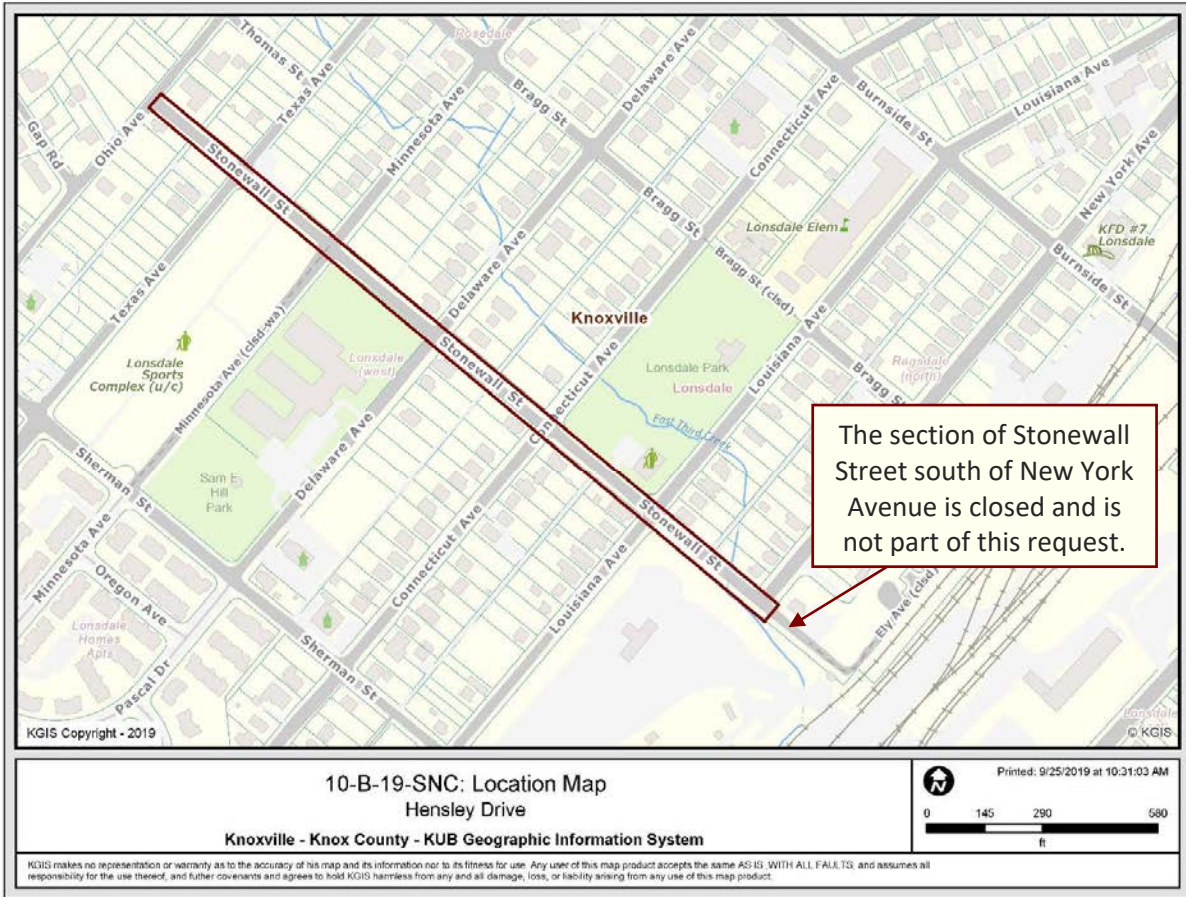 Rosedale
Thomas St
Texas Ave
Minnesota Ave
Delaware Ave
Bragg St
Connecticut Ave
Burnside St
Louisiana Ave
Gap Rd
Ohio Ave
Stonewall St
Bragg St
New York Ave
Lonsdale Elem
KFD #7
Lonsdale
Bragg St (clsd)
Burnside St
Delaware Ave
Texas Ave
Knoxville
Minnesota Ave (clsd-wa)
Lonsdale
(west)
Stonewall St
Lonsdale
Sports
Complex (u/c)
Lonsdale Park
Lonsdale
Louisiana Ave
Ragsdale
(north)
Bragg St
Connecticut Ave
East Third Creek
Delaware Ave
Sherman St
Sam E
Hill
Park
The section of Stonewall
Street south of New York
Avenue is closed and is
not part of this request.
Stonewall St
Minnesota Ave
Oregon Ave
Connecticut Ave
Louisiana Ave
Ely Ave (clsd)
Lonsdale
Homes
Apts
Pascal Dr
Sherman St
Lonsdale
KGIS Copyright - 2019
© KGIS
10-B-19-SNC: Location Map
Hensley Drive
Knoxville - Knox County - KUB Geographic Information System
N
Printed: 9/25/2019 at 10:31:03 AM
0 145 290 580
ft
KGIS makes no representation or warranty as to the accuracy of his map and its information nor to its fitness for use. Any user of this map product accepts the same AS IS, WITH ALL FAULTS, and assumes all
responsibility for the use thereof, and futher covenants and agrees to hold KGIS harmless from any and all damage, loss, or liability arising from any use of this map product.